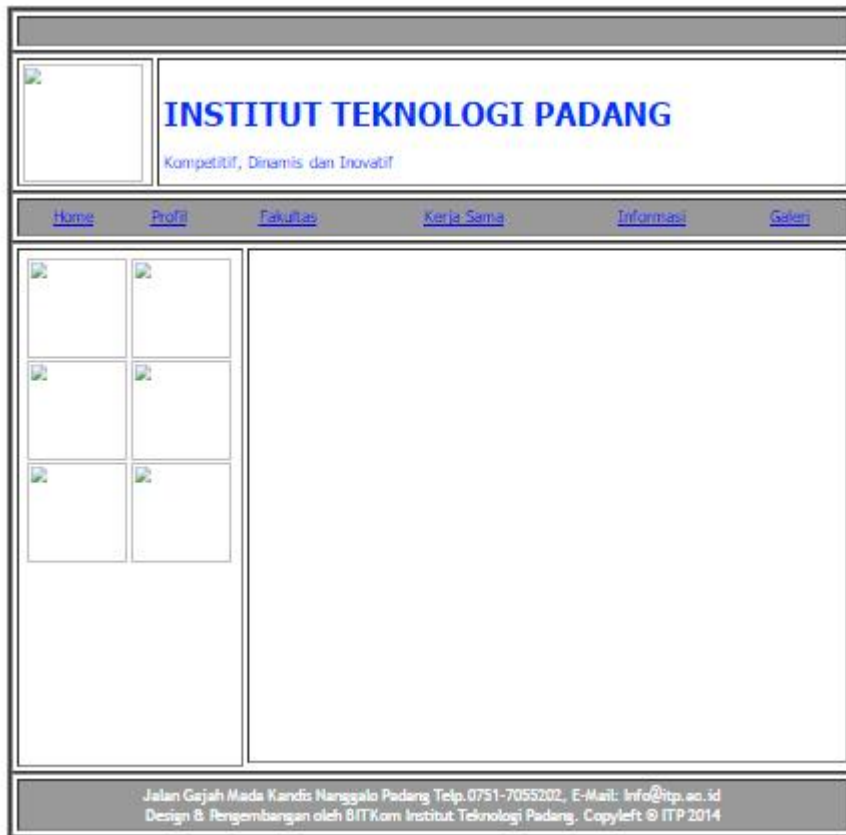 INSTITUT TEKNOLOGI PADANG
Kompetitif, Dinamis dan Inovatif
Home Profil Fakultas Kerja Sama Informasi Galeri
Jalan Gajah Mada Kandis Nanggalo Padang Telp.0751-7055202, E-Mail: Info@itp.ac.id
Design & Pengembangan oleh BITKom Institut Teknologi Padang. Copyleft © ITP 2014